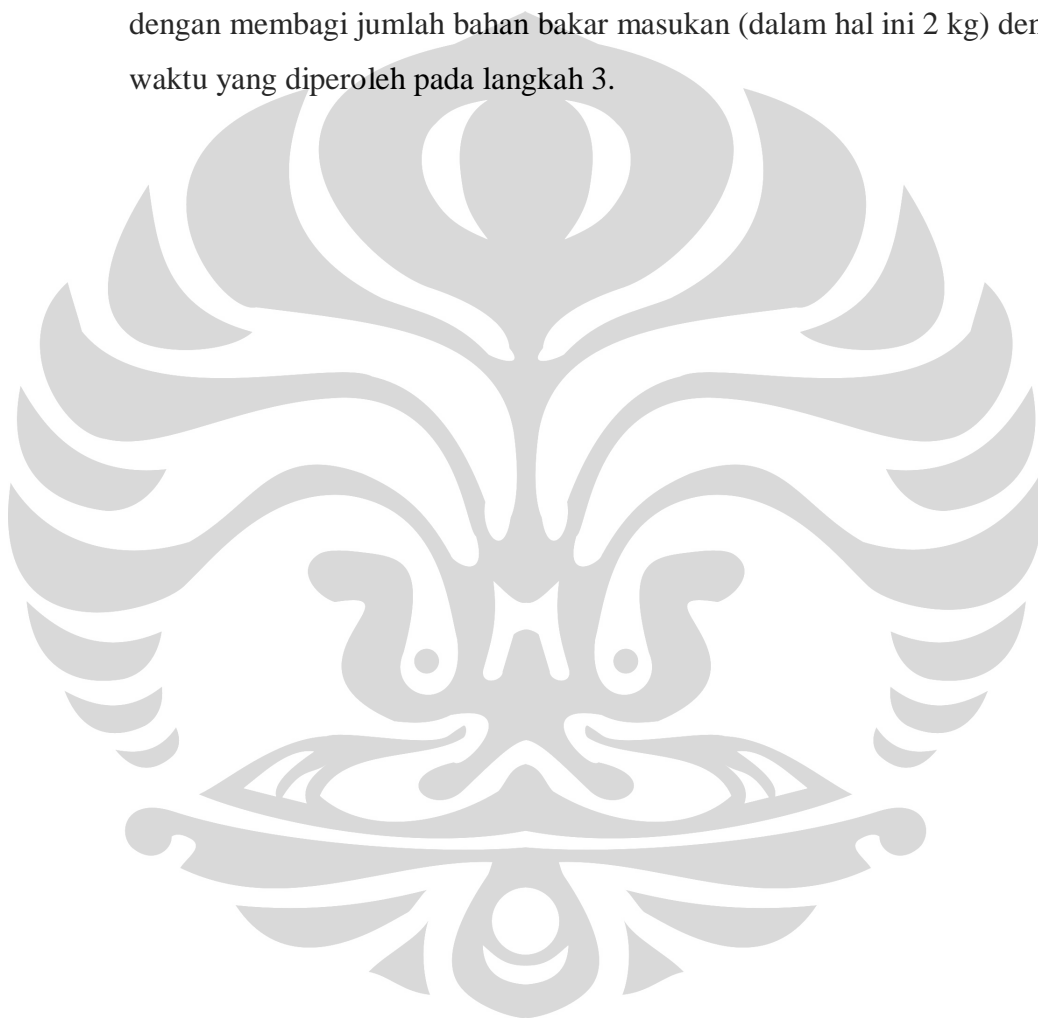 dengan membagi jumlah bahan bakar masukan (dalam hal ini 2 kg)
waktu yang diperoleh pada langkah 3.